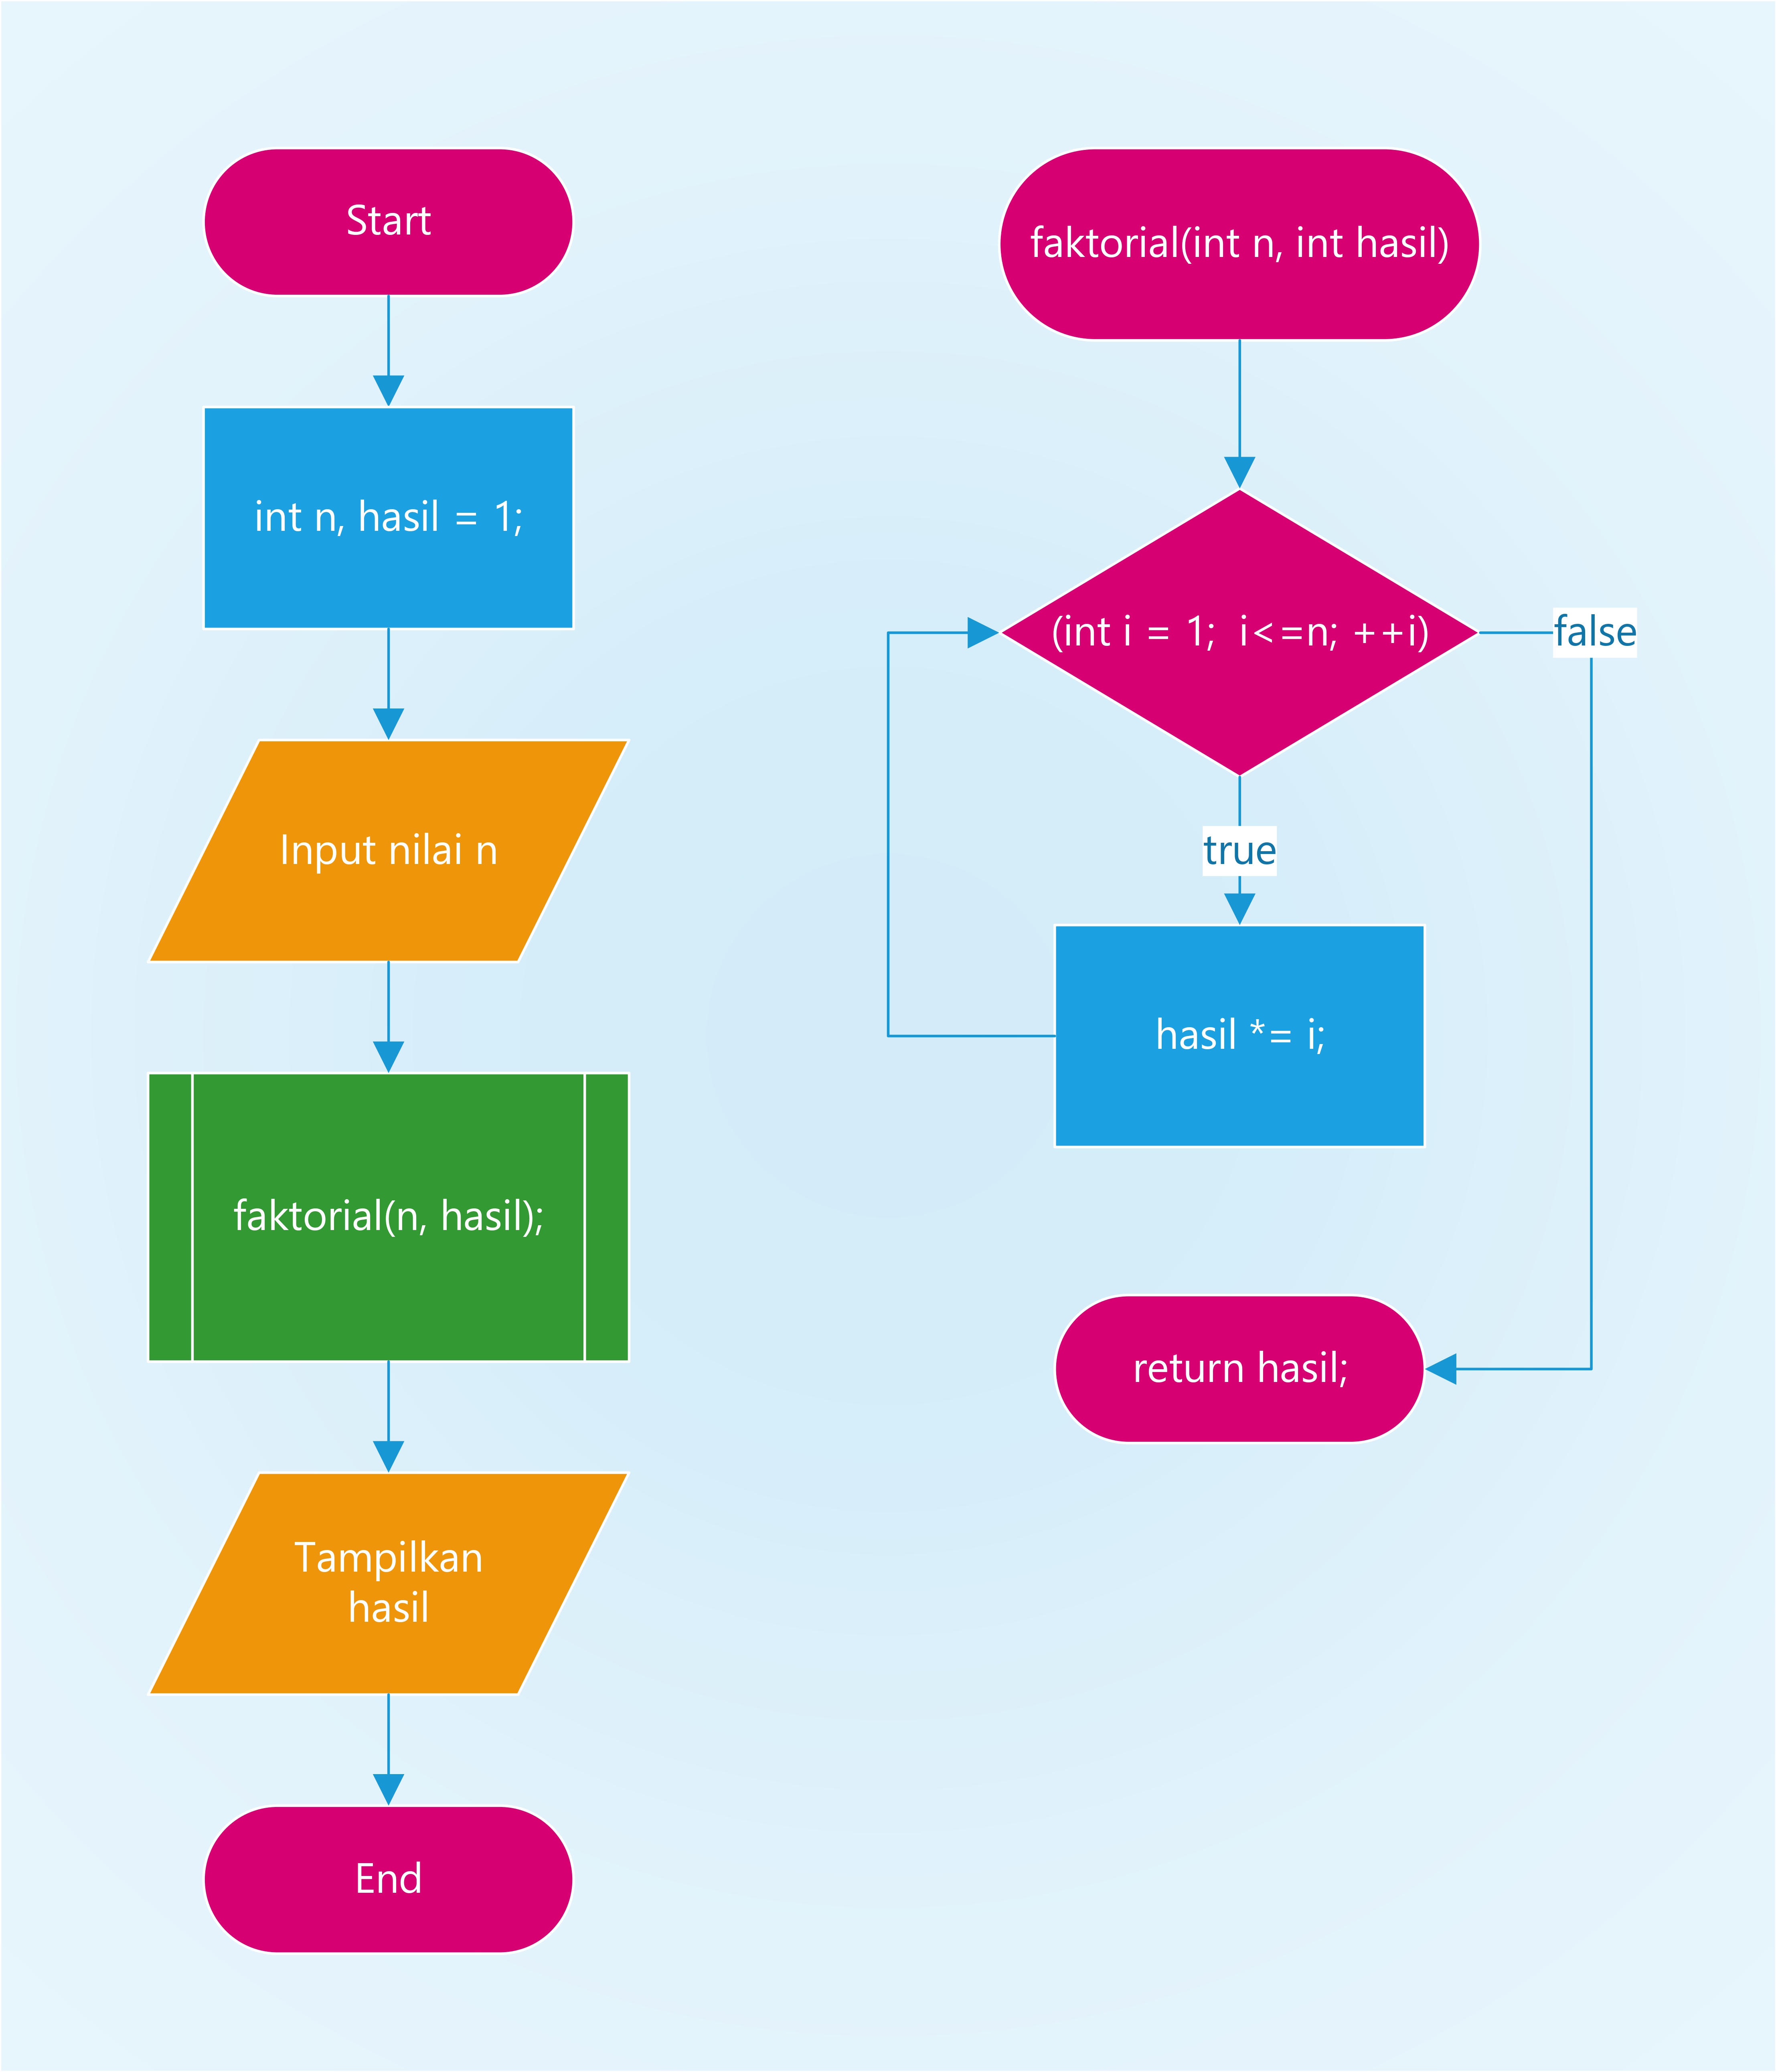 Start
int n, hasil = 1;
Input nilai n
faktorial(n, hasil);
Tampilkan
hasil
End
faktorial(int n, int hasil)
(int i = 1;  i<=n; ++i)
false
true
hasil *= i;
return hasil;